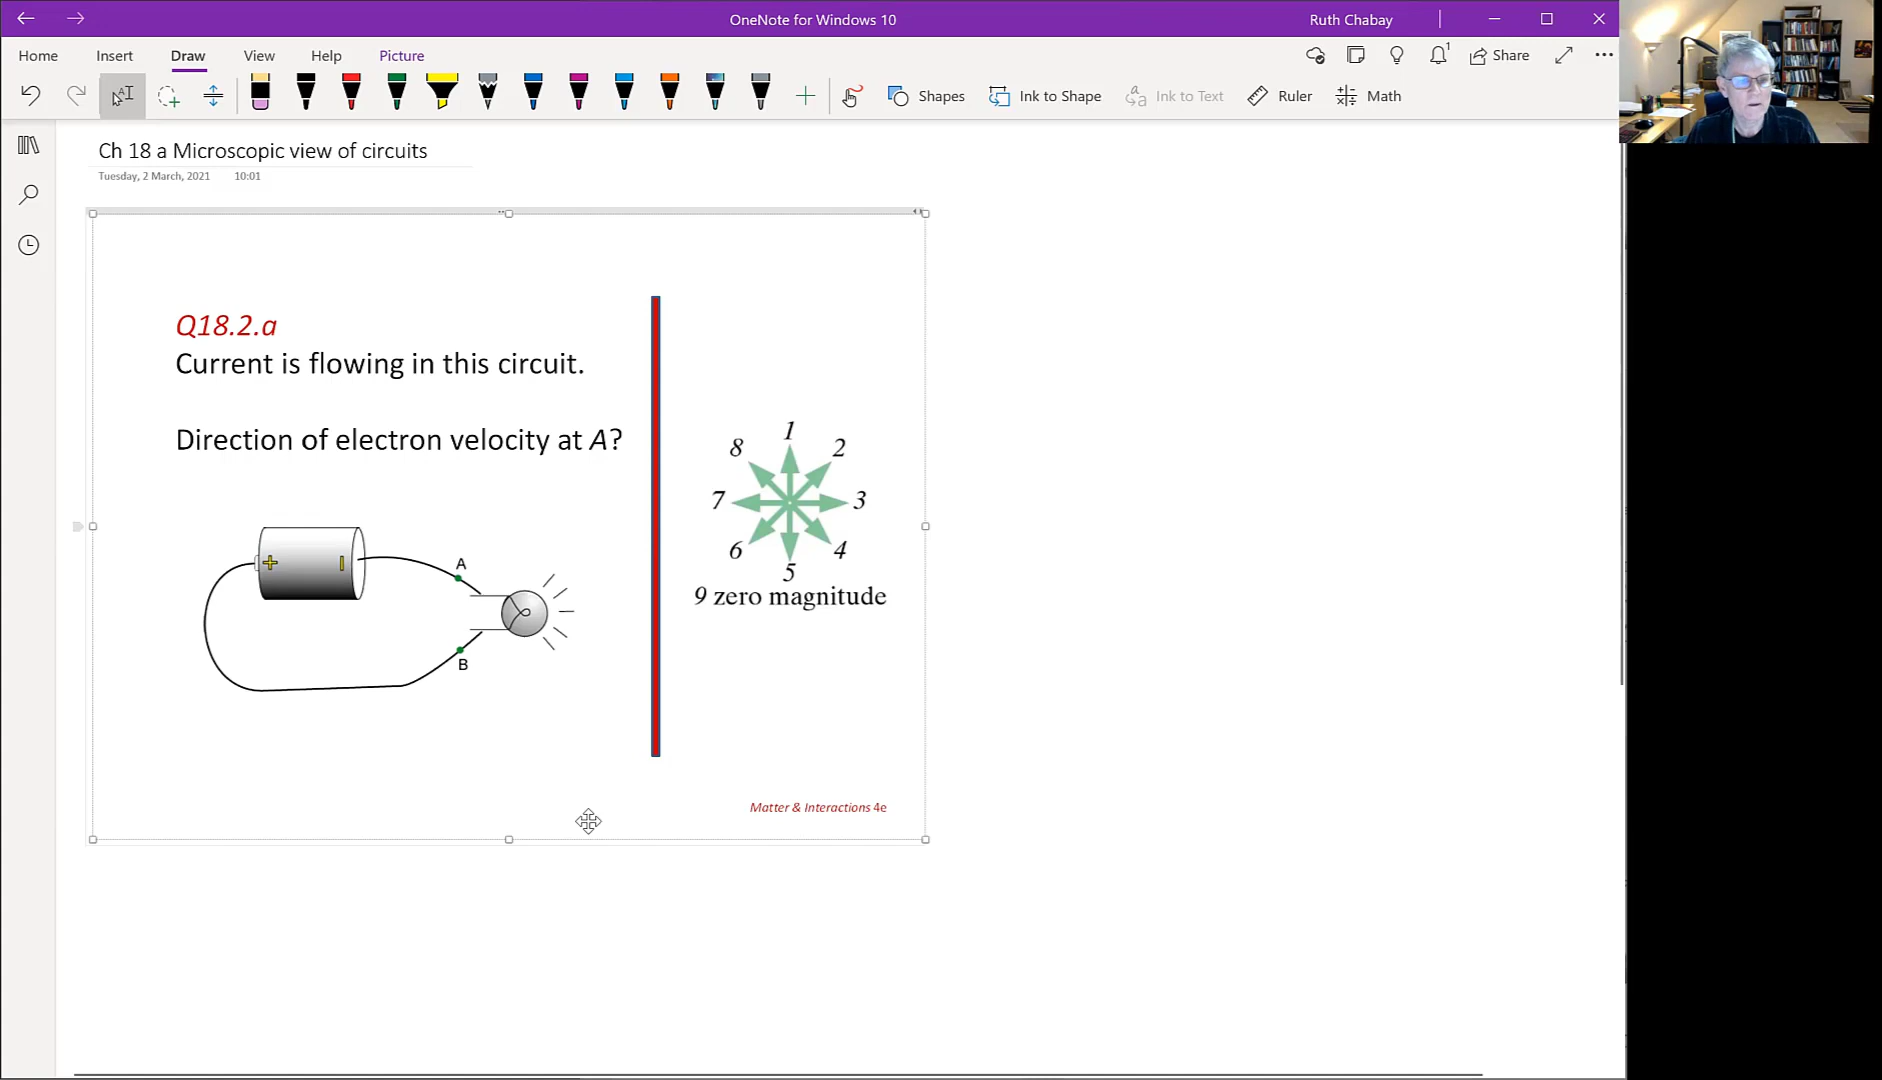 OneNote for Windows 10
Ruth Chabay
Home Insert Draw View Help Picture
1
Share
Shapes
Ink to Shape
Ink to Text
Ruler
Math
Ch 18 a Microscopic view of circuits
Tuesday, 2 March, 2021 10:01
Q18.2.a
Current is flowing in this circuit.
Direction of electron velocity at A?
+
A
B
1
8 2
7 3
6 4
5
9 zero magnitude
Matter & Interactions 4e